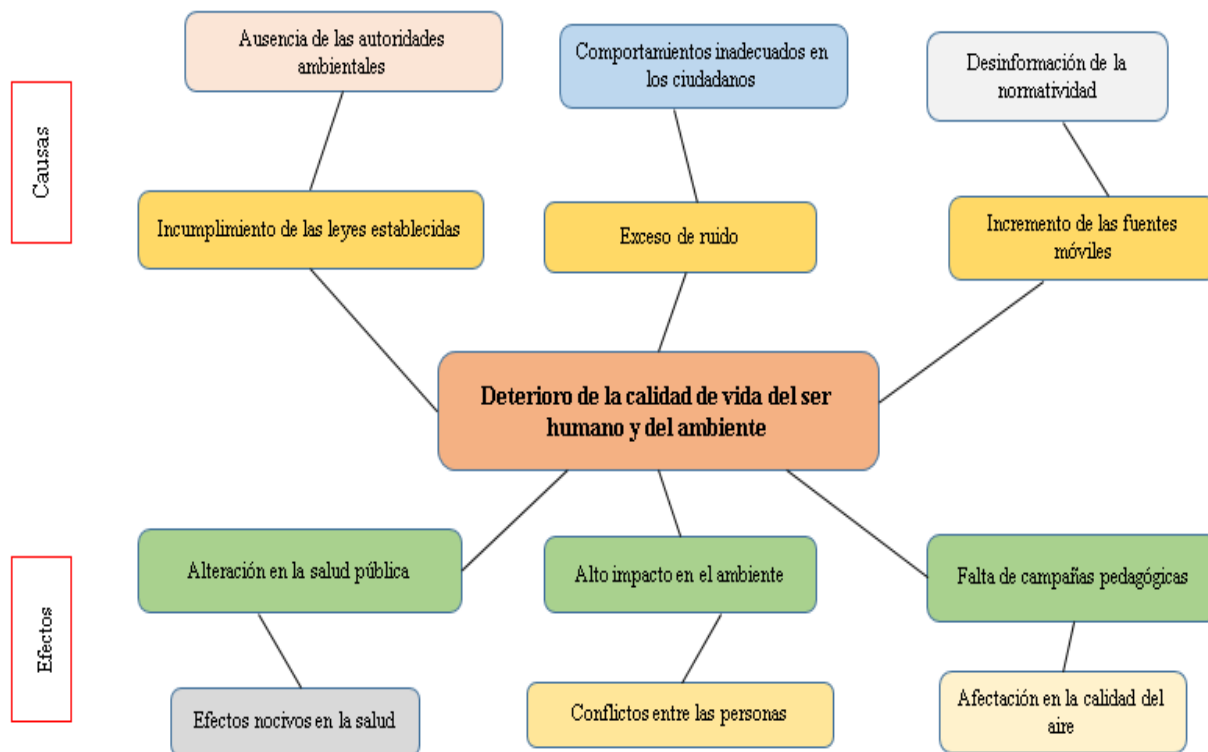 Causas
Ausencia de las autoridades
ambientales
Comportamientos inadecuados en
los ciudadanos
Desinformación de la
normatividad
Incumplimiento de las leyes establecidas
Exceso de ruido
Incremento de las fuentes
móviles
Deterioro de la calidad de vida del ser
humano y del ambiente
Efectos
Alteración en la salud pública
Alto impacto en el ambiente
Falta de campañas pedagógicas
Efectos nocivos en la salud
Conflictos entre las personas
Afectación en la calidad del
aire